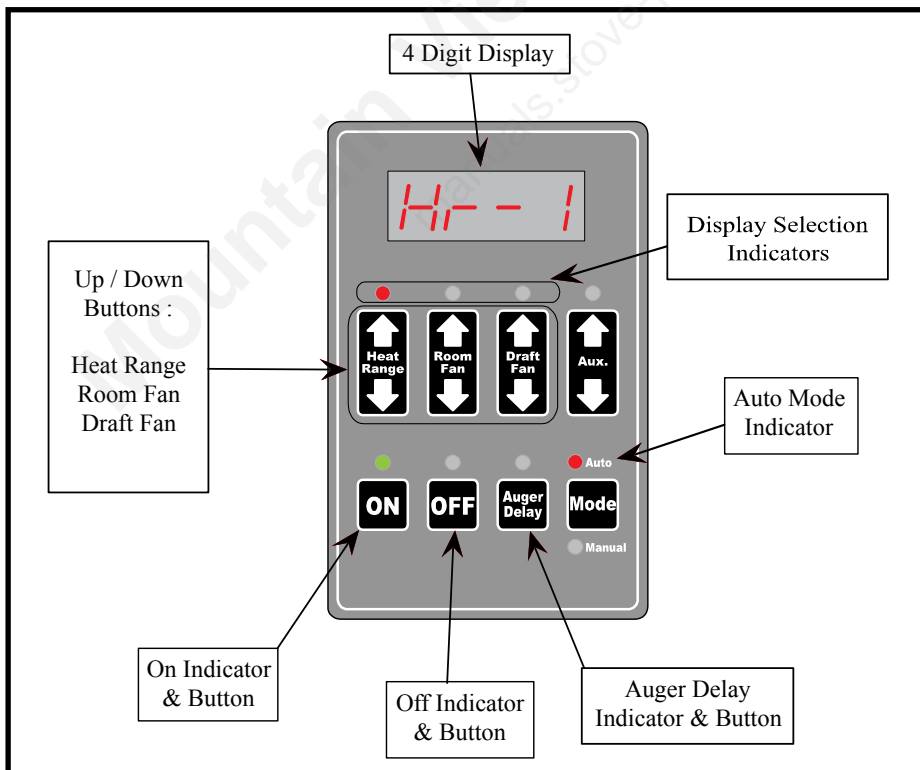 4 Digit Display
Hr - - 1
Display Selection
Indicators
Up / Down
Buttons :
Heat Range
Room Fan
Draft Fan
Heat
Range
Room
Fan
Draft
Fan
Aux.
Auto Mode
Indicator
Auto
ON
OFF
Auger
Delay
Mode
Manual
On Indicator
& Button
Off Indicator
& Button
Auger Delay
Indicator & Button